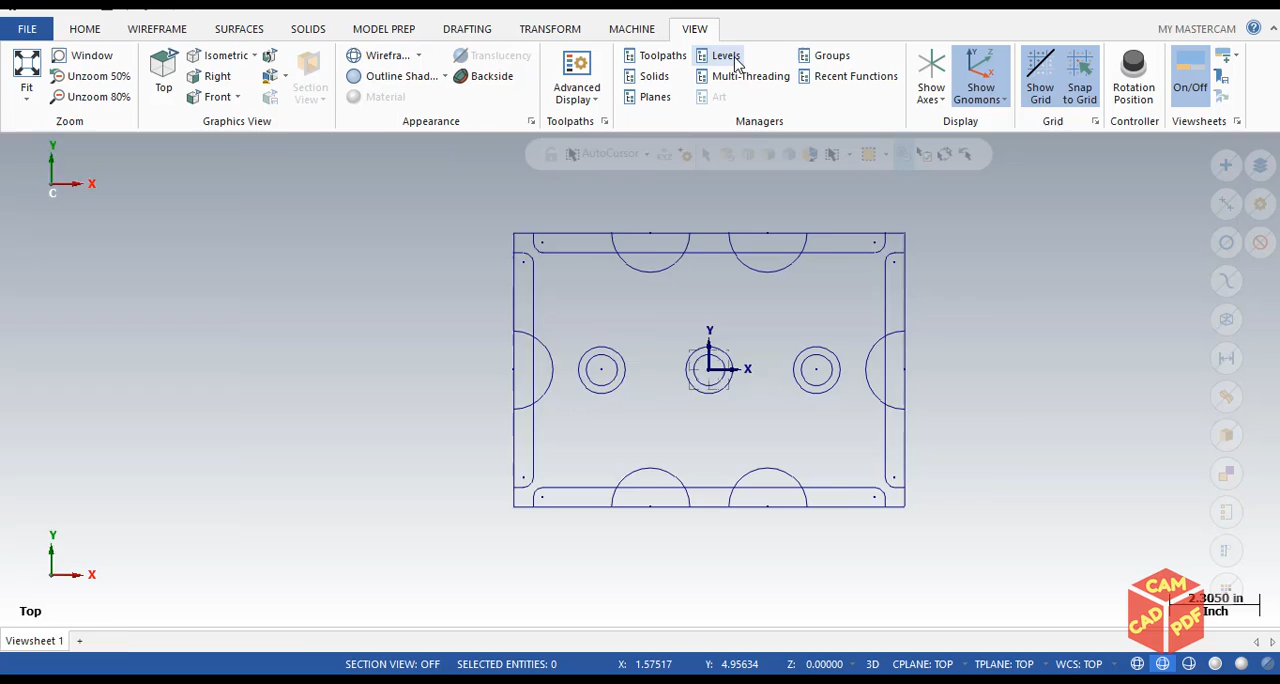 FILE HOME WIREFRAME SURFACES SOLIDS MODEL PREP DRAFTING TRANSFORM MACHINE VIEW MY MASTERCAM
Window Isometric Wirefra... Translucency Toolpaths Levels Groups
Unzoom 50% Outline Sha... Solids Multi-Threading Recent Functions
Fit Unzoom 80% Top Front Section View Material Advanced Display Planes Art Show Axes Show Gnomons Show Grid Snap to Grid Rotation Position On/Off
Zoom Graphics View Appearance Toolpaths Managers Display Grid Controller Viewsheets
Y
X
C
AutoCursor
Y
X
Y
X
Top
2.3050 in
Inch
CAM
CAD
PDF
Viewsheet 1 +
SECTION VIEW: OFF SELECTED ENTITIES: 0 X: 1.57517 Y: 4.95634 Z: 0.00000 3D CPLANE: TOP TPLANE: TOP WCS: TOP